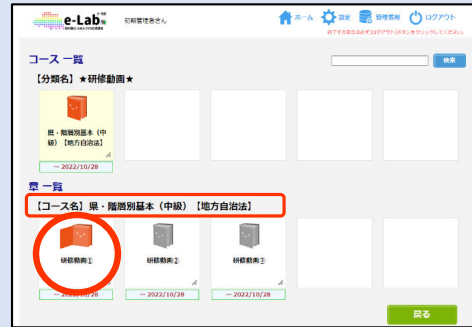 e-Lab.
初期管理者さん
ホーム 設定 管理者用 ログアウト
終了する場合は必ず[ログアウト]ボタンをクリックしてください。
コース一覧
検索
【分類名】★研修動画★
県・階層別基本（中
級）【地方自治法】
～ 2022/10/28
章 一覧
【コース名】県・階層別基本（中級）【地方自治法】
研修動画① 研修動画② 研修動画③
～ 2022/10/28 ～ 2022/10/28 ～ 2022/10/28
戻る